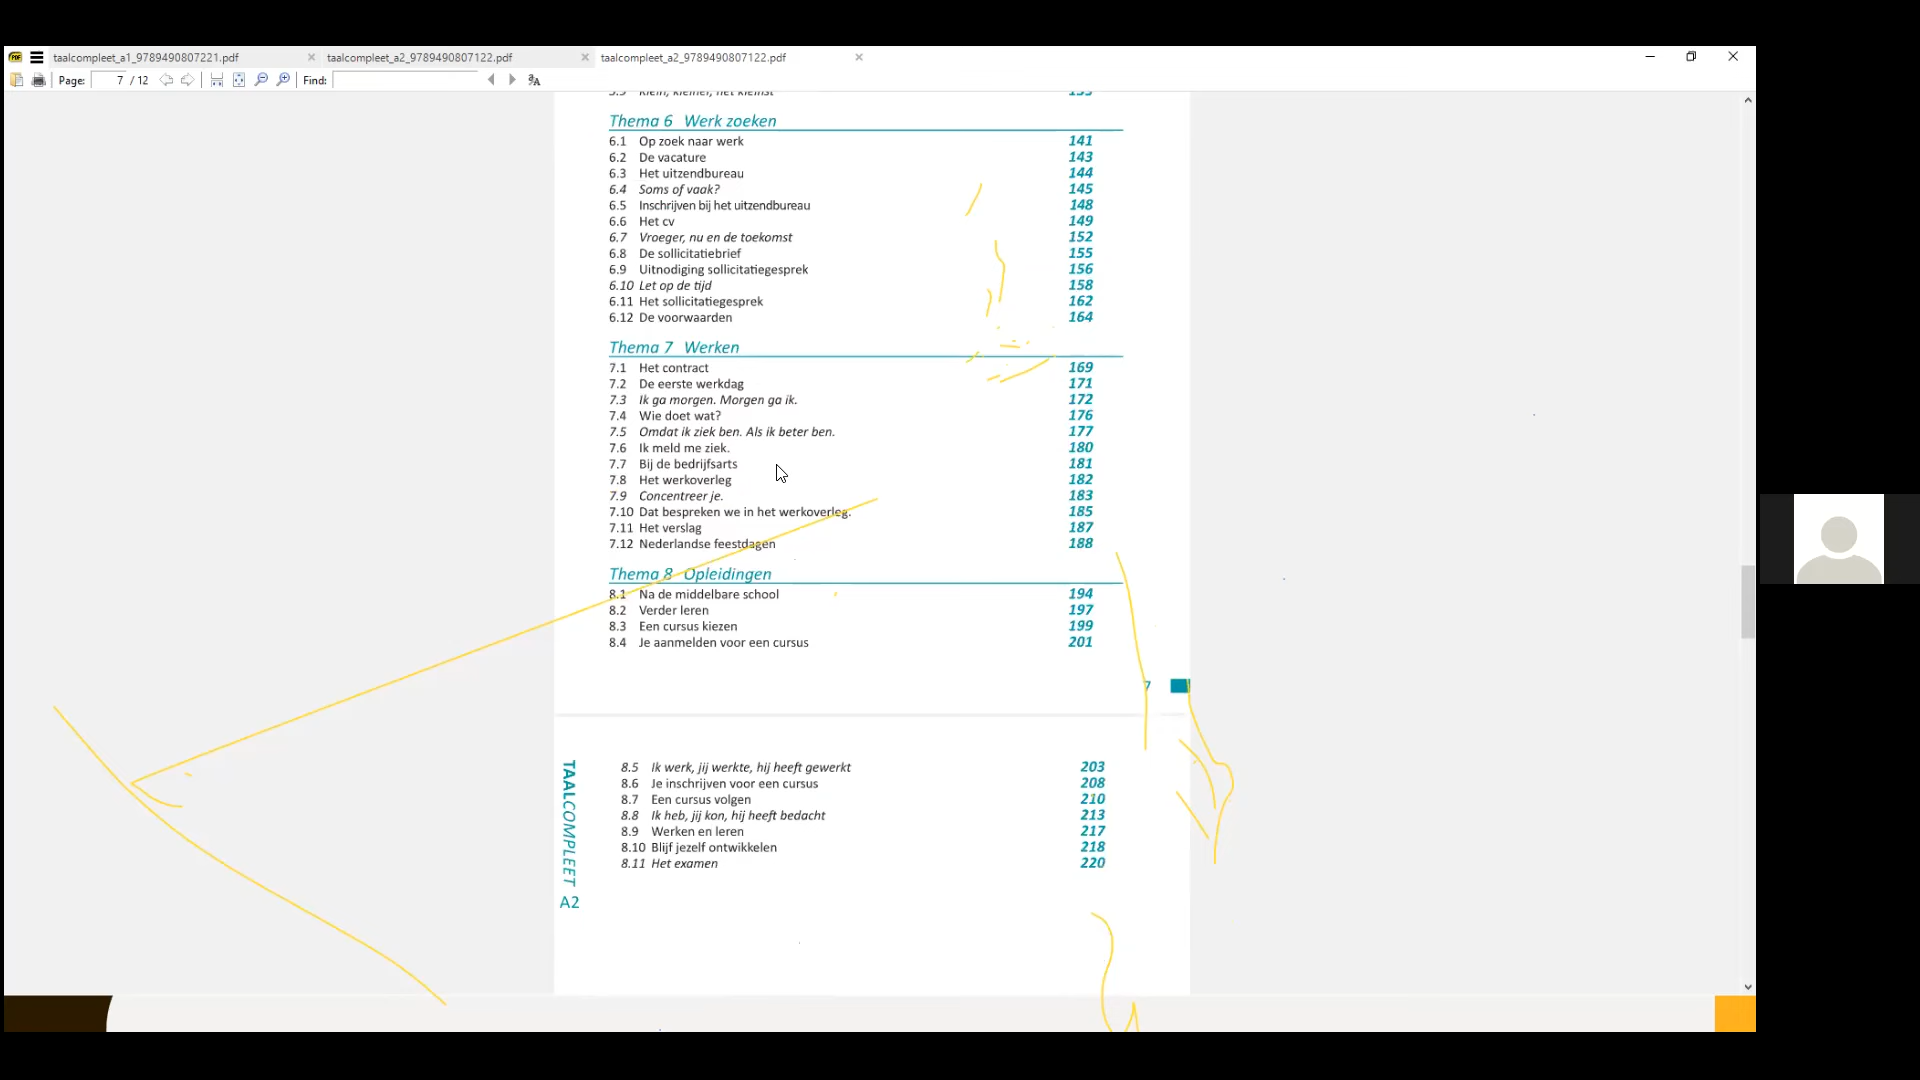 taalcompleet_a1_9789490807221.pdf
taalcompleet_a2_9789490807122.pdf
taalcompleet_a2_9789490807122.pdf
Page: 7 / 12
Find:
5.9 Klein, kleiner, het kleinst 135
Thema 6 Werk zoeken
6.1 Op zoek naar werk 141
6.2 De vacature 143
6.3 Het uitzendbureau 144
6.4 Soms of vaak? 145
6.5 Inschrijven bij het uitzendbureau 148
6.6 Het cv 149
6.7 Vroeger, nu en de toekomst 152
6.8 De sollicitatiebrief 155
6.9 Uitnodiging sollicitatiegesprek 156
6.10 Let op de tijd 158
6.11 Het sollicitatiegesprek 162
6.12 De voorwaarden 164
Thema 7 Werken
7.1 Het contract 169
7.2 De eerste werkdag 171
7.3 Ik ga morgen. Morgen ga ik. 172
7.4 Wie doet wat? 176
7.5 Omdat ik ziek ben. Als ik beter ben. 177
7.6 Ik meld me ziek. 180
7.7 Bij de bedrijfsarts 181
7.8 Het werkoverleg 182
7.9 Concentreer je. 183
7.10 Dat bespreken we in het werkoverleg. 185
7.11 Het verslag 187
7.12 Nederlandse feestdagen 188
Thema 8 Opleidingen
8.1 Na de middelbare school 194
8.2 Verder leren 197
8.3 Een cursus kiezen 199
8.4 Je aanmelden voor een cursus 201
7
8.5 Ik werk, jij werkte, hij heeft gewerkt 203
8.6 Je inschrijven voor een cursus 208
8.7 Een cursus volgen 210
8.8 Ik heb, jij kon, hij heeft bedacht 213
8.9 Werken en leren 217
8.10 Blijf jezelf ontwikkelen 218
8.11 Het examen 220
TAALCOMPLEET
A2